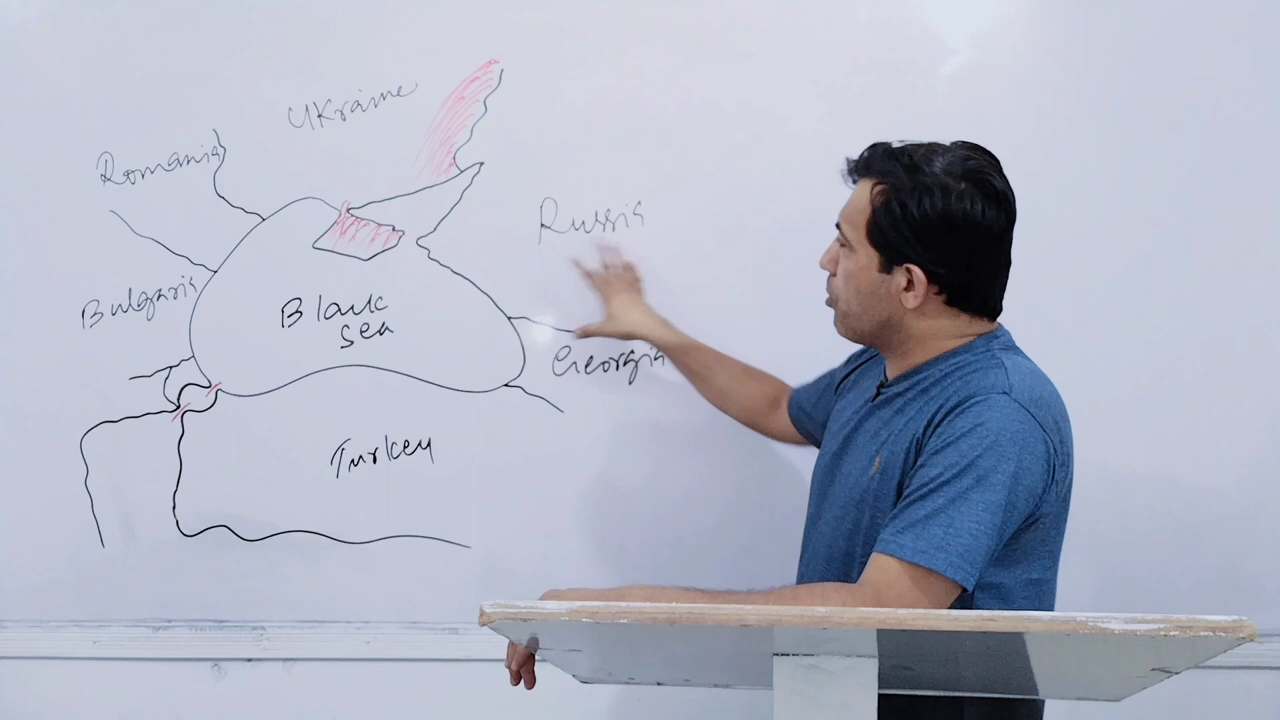 Ukraine
Romania
Russia
Bulgaria
Black
Sea
Georgia
Turkey